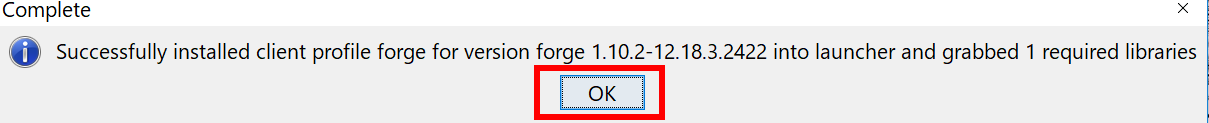 Complete
Successfully installed client profile forge for version forge 1.10.2-12.18.3.2422 into launcher and grabbed 1 required libraries
OK